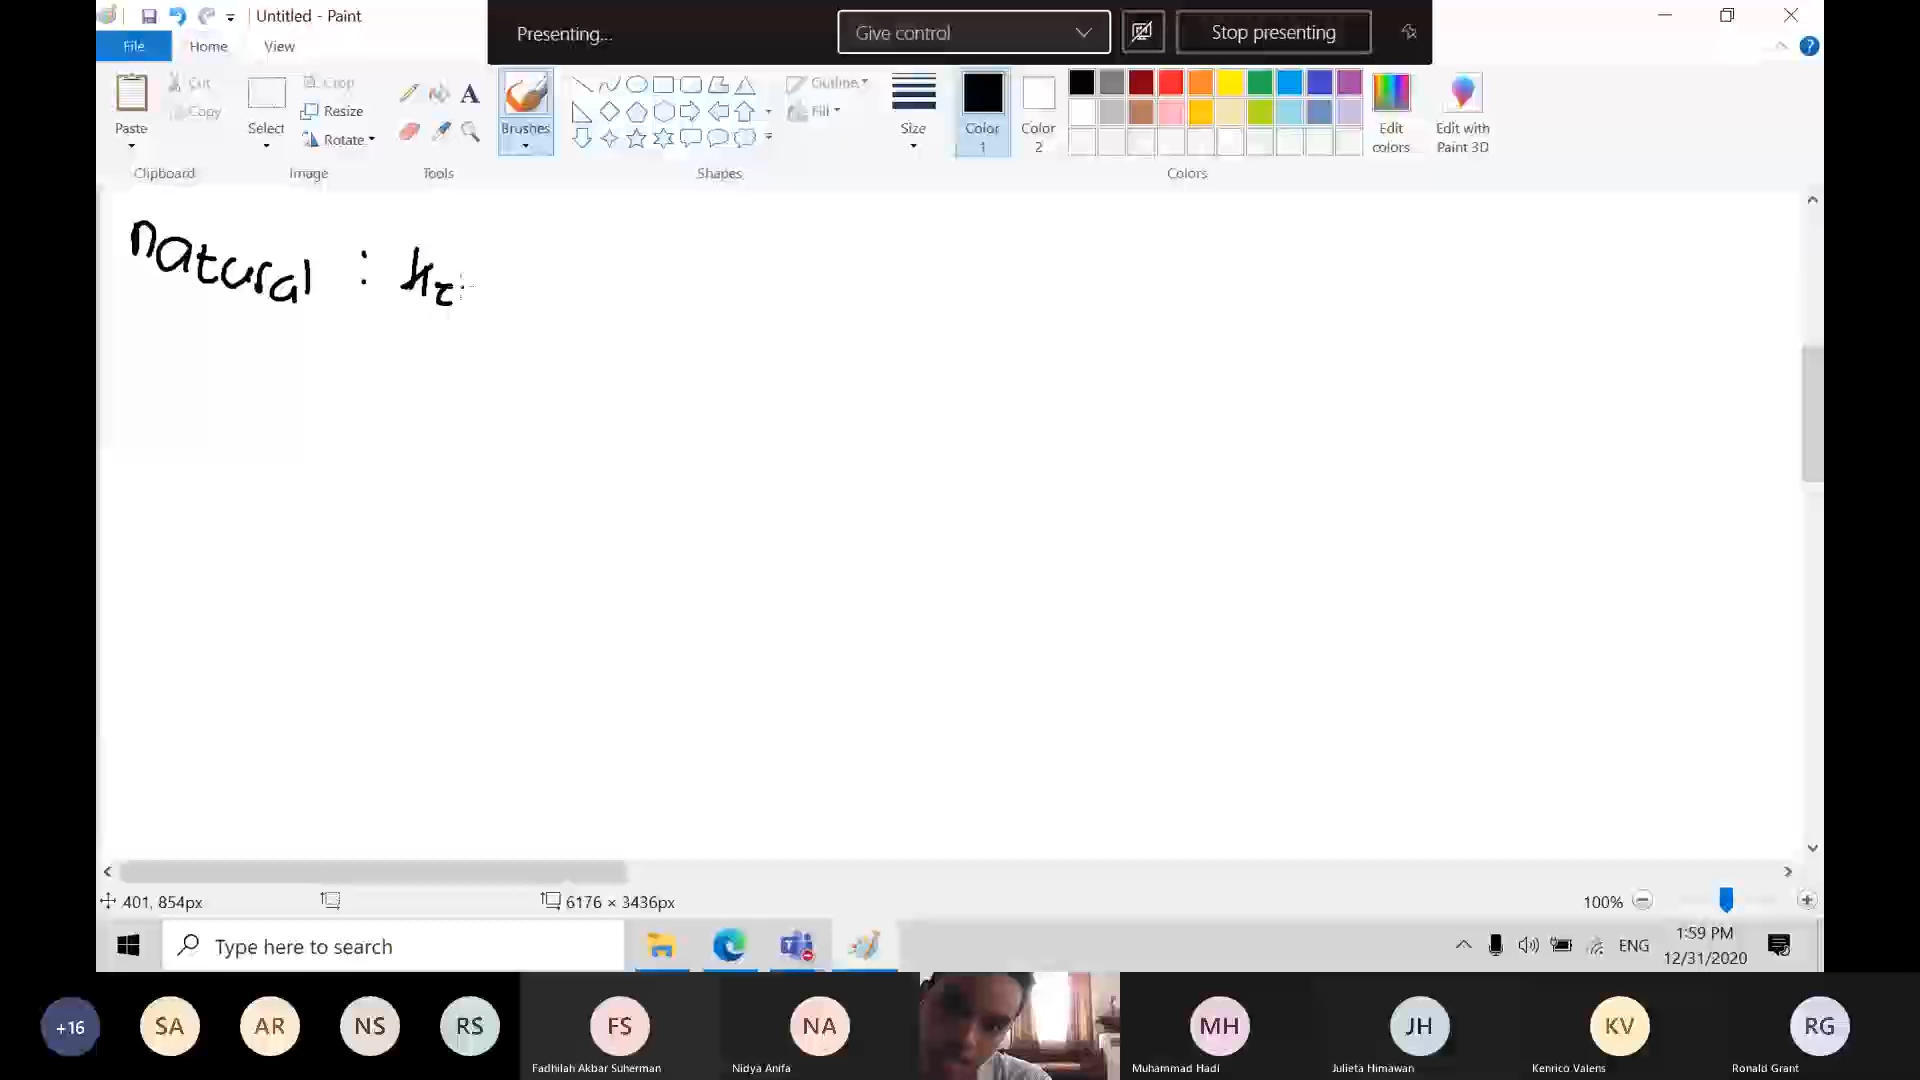 Untitled - Paint
Presenting...
Give control
Stop presenting
File
Home
View
Paste
Cut
Copy
Clipboard
Select
Crop
Resize
Rotate
Image
A
Tools
Brushes
Shapes
Outline
Fill
Size
Color 1
Color 2
Colors
Edit colors
Edit with Paint 3D
natural :
401, 854px
6176 × 3436px
100%
Type here to search
ENG
1:59 PM
12/31/2020
+16
SA
AR
NS
RS
FS
Fadhilah Akbar Suherman
NA
Nidya Anifa
MH
Muhammad Hadi
JH
Julieta Himawan
KV
Kenrico Valens
RG
Ronald Grant